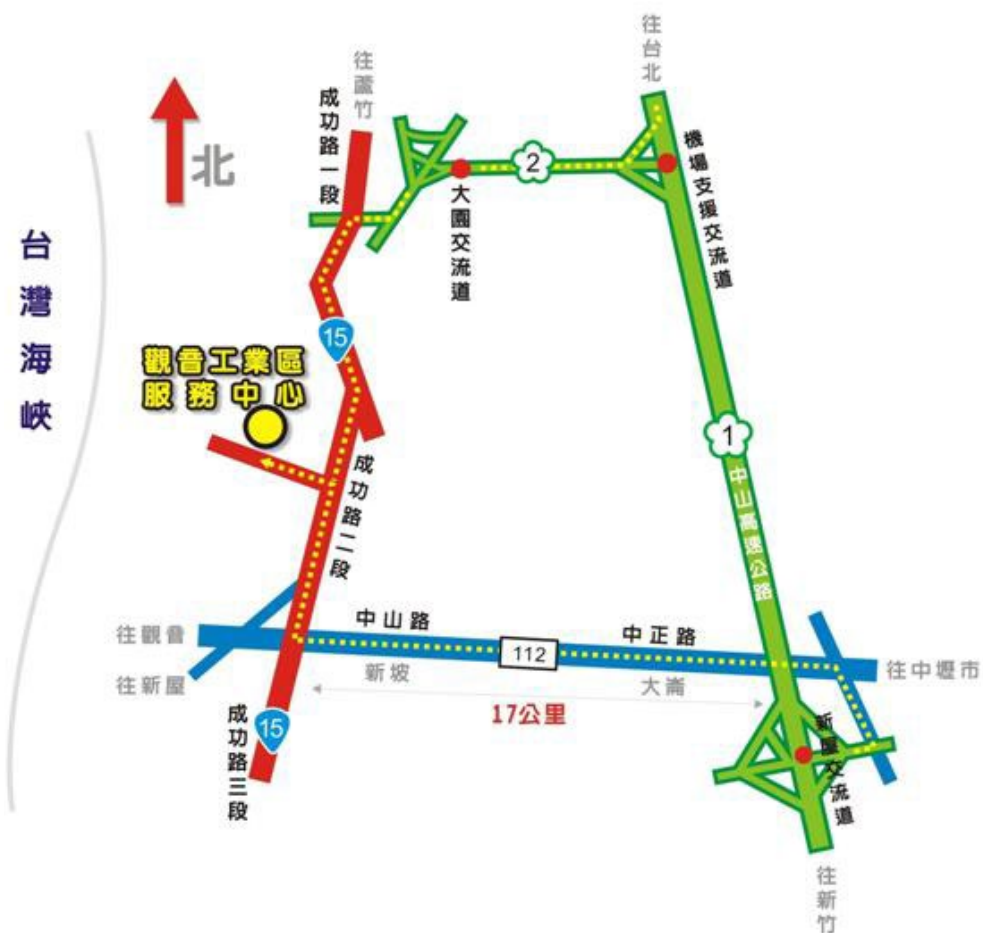 往台北
往蘆竹
成功路一段
北
2
機場支援交流道
大園交流道
台灣海峽
15
觀音工業區
服務中心
1
中山高速公路
成功路二段
往觀音
中山路
112
中正路
往中壢市
往新屋
新坡
大崙
17公里
15
成功路三段
新屋交流道
往新竹